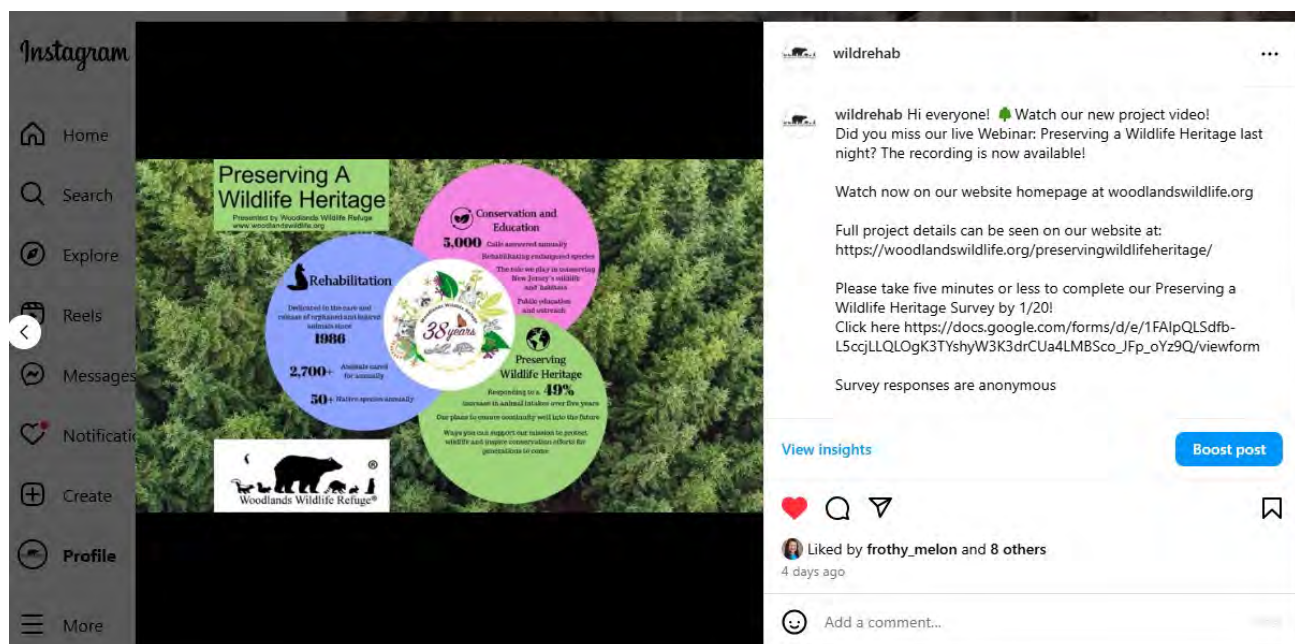 Instagram
Home
Search
Explore
Reels
Messages
Notificatic
Create
Profile
More
Preserving A
Wildlife Heritage
Presented by Woodlands Wildlife Refuge
www.woodlandswildlife.org
Rehabilitation
Dedicated to the care and
release of orphaned and injured
animals since
1986
2,700+ Animals cared
for annually
50+ Native species annually
Conservation and
Education
5,000 Calls answered annually
Rehabilitating endangered species
The role we play in conserving
New Jersey's wildlife
and habitats
Public education
and outreach
38 years
Preserving
Wildlife Heritage
Responding to a 49%
increase in animal intakes over five years
Our plans to ensure continuity well into the future
Ways you can support our mission to protect
wildlife and inspire conservation efforts for
generations to come
®
Woodlands Wildlife Refuge®
wildrehab
wildrehab Hi everyone! 🌳Watch our new project video!
Did you miss our live Webinar: Preserving a Wildlife Heritage last
night? The recording is now available!
Watch now on our website homepage at woodlandswildlife.org
Full project details can be seen on our website at:
https://woodlandswildlife.org/preservingwildlifeheritage/
Please take five minutes or less to complete our Preserving a
Wildlife Heritage Survey by 1/20!
Click here https://docs.google.com/forms/d/e/1FAIpQLSdfb-
L5ccjLLQLOgK3TYshyW3K3drCUa4LMBSco_JFp_oYz9Q/viewform
Survey responses are anonymous
View insights
Boost post
Liked by frothy_melon and 8 others
4 days ago
Add a comment...